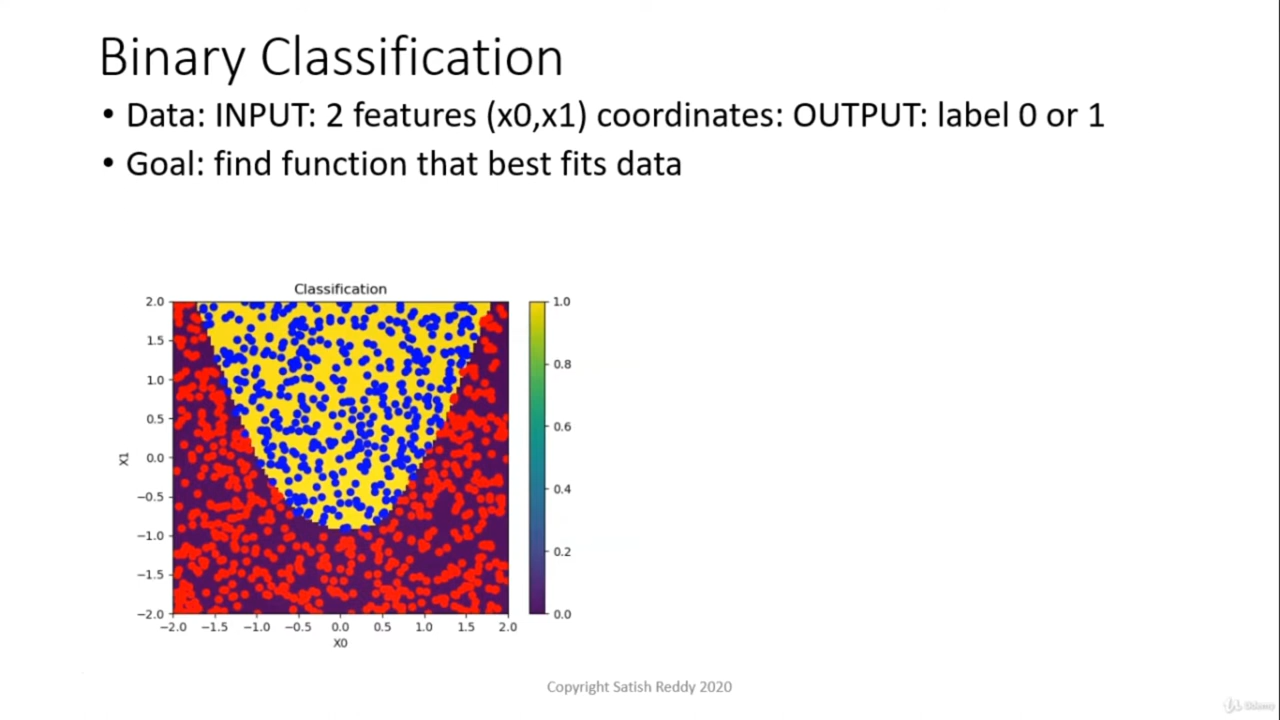 Binary Classification
• Data: INPUT: 2 features (x0,x1) coordinates: OUTPUT: label 0 or 1
• Goal: find function that best fits data
Classification
2.0
1.5
1.0
0.5
0.0
−0.5
−1.0
−1.5
−2.0
X1
−2.0 −1.5 −1.0 −0.5 0.0 0.5 1.0 1.5 2.0
X0
1.0
0.8
0.6
0.4
0.2
0.0
Copyright Satish Reddy 2020
Udemy